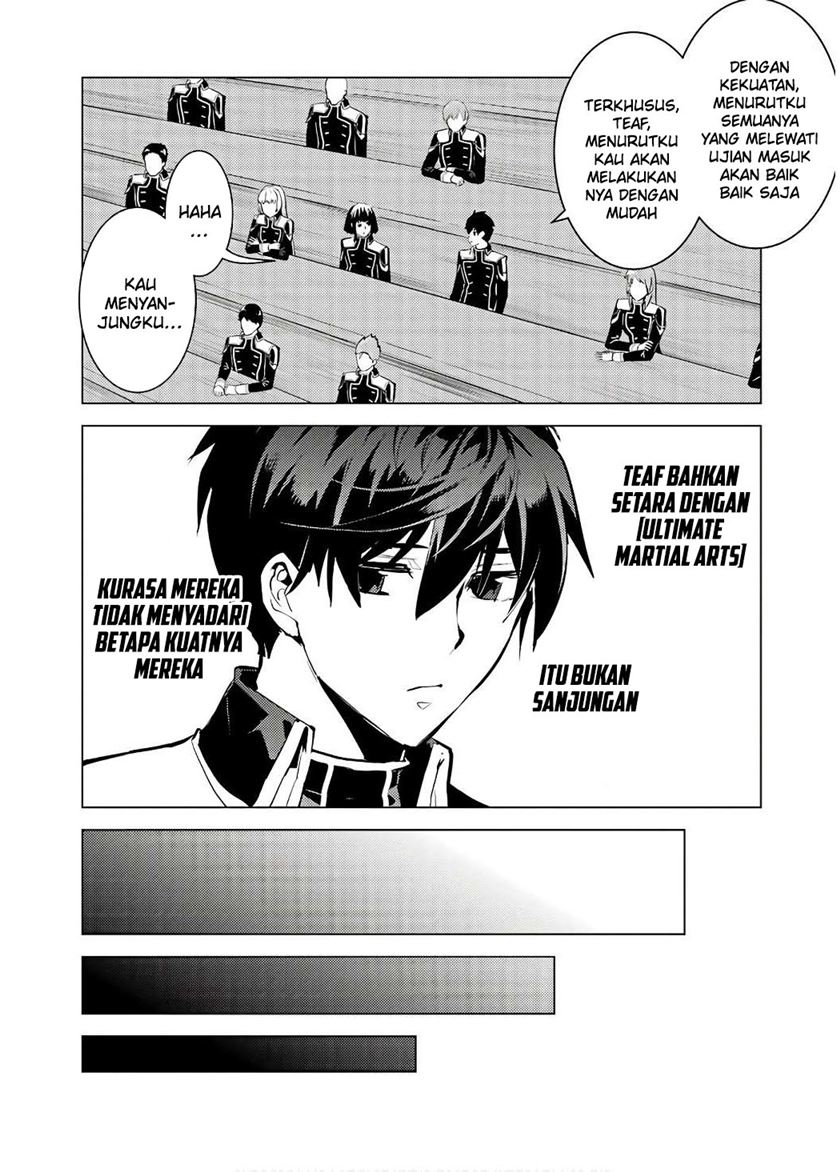 DENGAN
KEKUATAN,
MENURUTKU
SEMUANYA
YANG MELEWATI
UJIAN MASUK
AKAN BAIK
BAIK SAJA
TERKHUSUS,
TEAF,
MENURUTKU
KAU AKAN
MELAKUKAN
NYA DENGAN
MUDAH
HAHA
...
KAU
MENYAN-
JUNGKU...
TEAF BAHKAN
SETARA DENGAN
[ULTIMATE
MARTIAL ARTS]
ITU BUKAN
SANJUNGAN
KURASA MEREKA
TIDAK MENYADARI
BETAPA KUATNYA
MEREKA